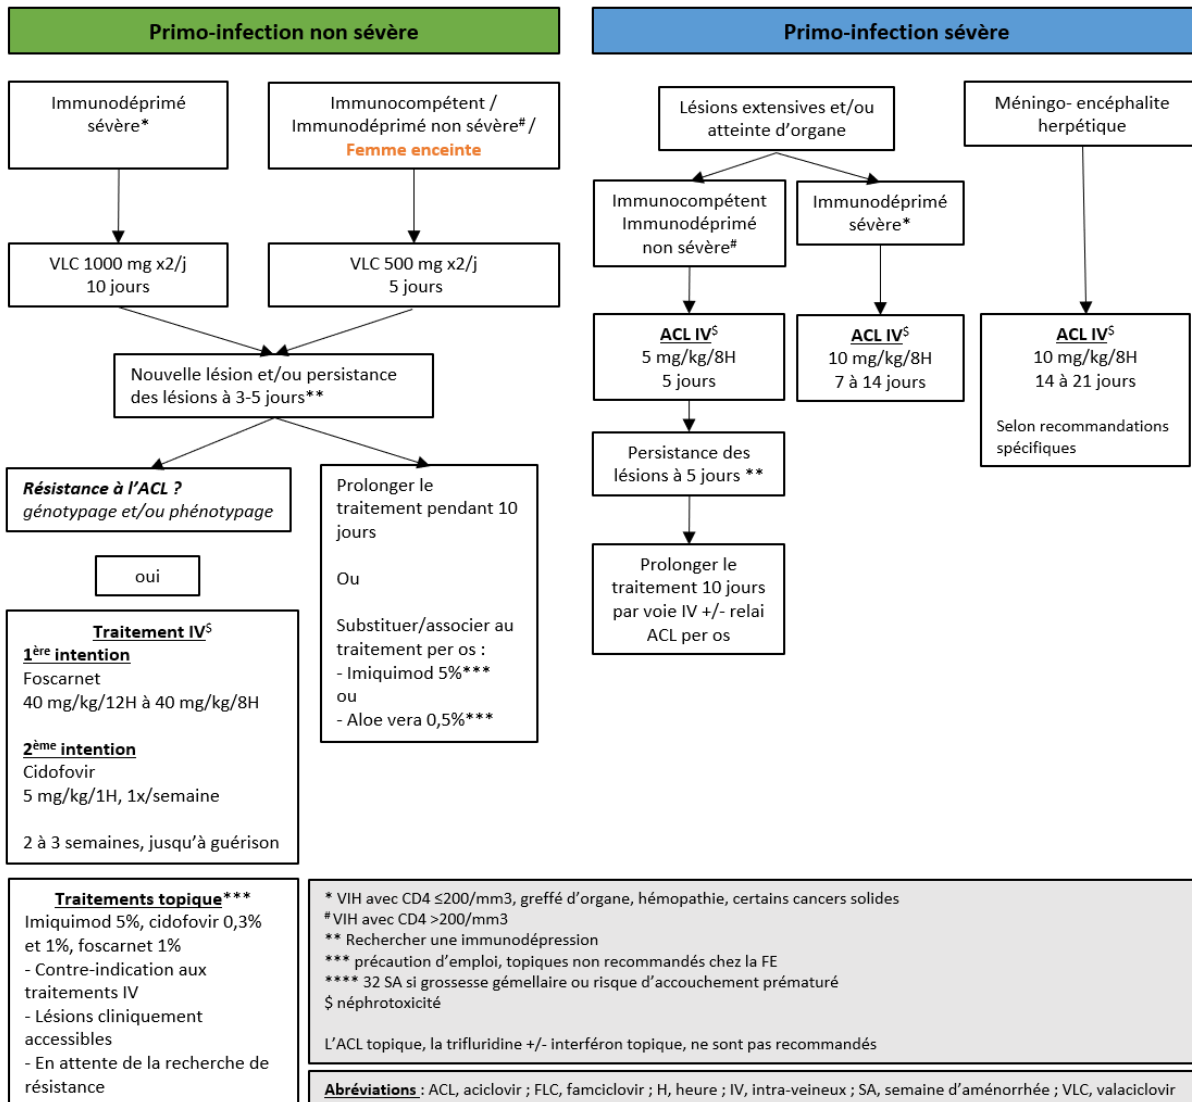 Primo-infection non sévère
Immunodéprimé
sévère*
Immunocompétent /
Immunodéprimé non sévère# /
Femme enceinte
VLC 1000 mg x2/j
10 jours
VLC 500 mg x2/j
5 jours
Nouvelle lésion et/ou persistance
des lésions à 3-5 jours**
Résistance à l'ACL ?
génotypage et/ou phénotypage
oui
Traitement IV$
1ère intention
Foscarnet
40 mg/kg/12H à 40 mg/kg/8H
2ème intention
Cidofovir
5 mg/kg/1H, 1x/semaine
2 à 3 semaines, jusqu'à guérison
Prolonger le
traitement pendant 10
jours
Ou
Substituer/associer au
traitement per os :
- Imiquimod 5%***
ou
- Aloe vera 0,5%***
Primo-infection sévère
Lésions extensives et/ou
atteinte d'organe
Méningo- encéphalite
herpétique
Immunocompétent
Immunodéprimé
non sévère#
Immunodéprimé
sévère*
ACL IV$
5 mg/kg/8H
5 jours
ACL IV$
10 mg/kg/8H
7 à 14 jours
ACL IV$
10 mg/kg/8H
14 à 21 jours
Selon recommandations
spécifiques
Persistance des
lésions à 5 jours **
Prolonger le
traitement 10 jours
par voie IV +/- relai
ACL per os
Traitements topique***
Imiquimod 5%, cidofovir 0,3%
et 1%, foscarnet 1%
- Contre-indication aux
traitements IV
- Lésions cliniquement
accessibles
- En attente de la recherche de
résistance
* VIH avec CD4 ≤200/mm3, greffé d'organe, hémopathie, certains cancers solides
# VIH avec CD4 >200/mm3
** Rechercher une immunodépression
*** précaution d'emploi, topiques non recommandés chez la FE
**** 32 SA si grossesse gémellaire ou risque d'accouchement prématuré
$ néphrotoxicité
L'ACL topique, la trifluridine +/- interféron topique, ne sont pas recommandés
Abréviations : ACL, aciclovir ; FLC, famciclovir ; H, heure ; IV, intra-veineux ; SA, semaine d'aménorrhée ; VLC, valaciclovir